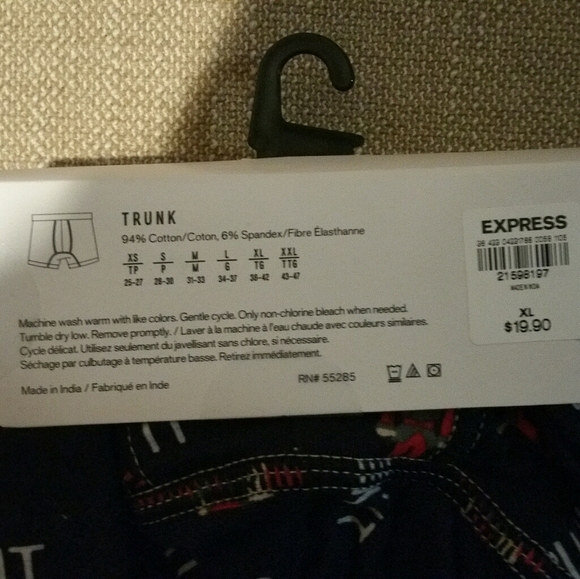 TRUNK
94% Cotton/Coton, 6% Spandex/Fibre Élasthanne
XS S M L XL XXL
TP P M G TG TTG
25-27 28-30 31-33 34-37 38-42 43-47
Machine wash warm with like colors. Gentle cycle. Only non-chlorine bleach when needed.
Tumble dry low. Remove promptly. / Laver à la machine à l'eau chaude avec couleurs similaires.
Cycle délicat. Utilisez seulement du javellisant sans chlore, si nécessaire.
Séchage par culbutage à température basse. Retirez immédiatement.
Made in India / Fabriqué en Inde
RN# 55285
EXPRESS
21598197
MADE IN INDIA
XL
$19.90